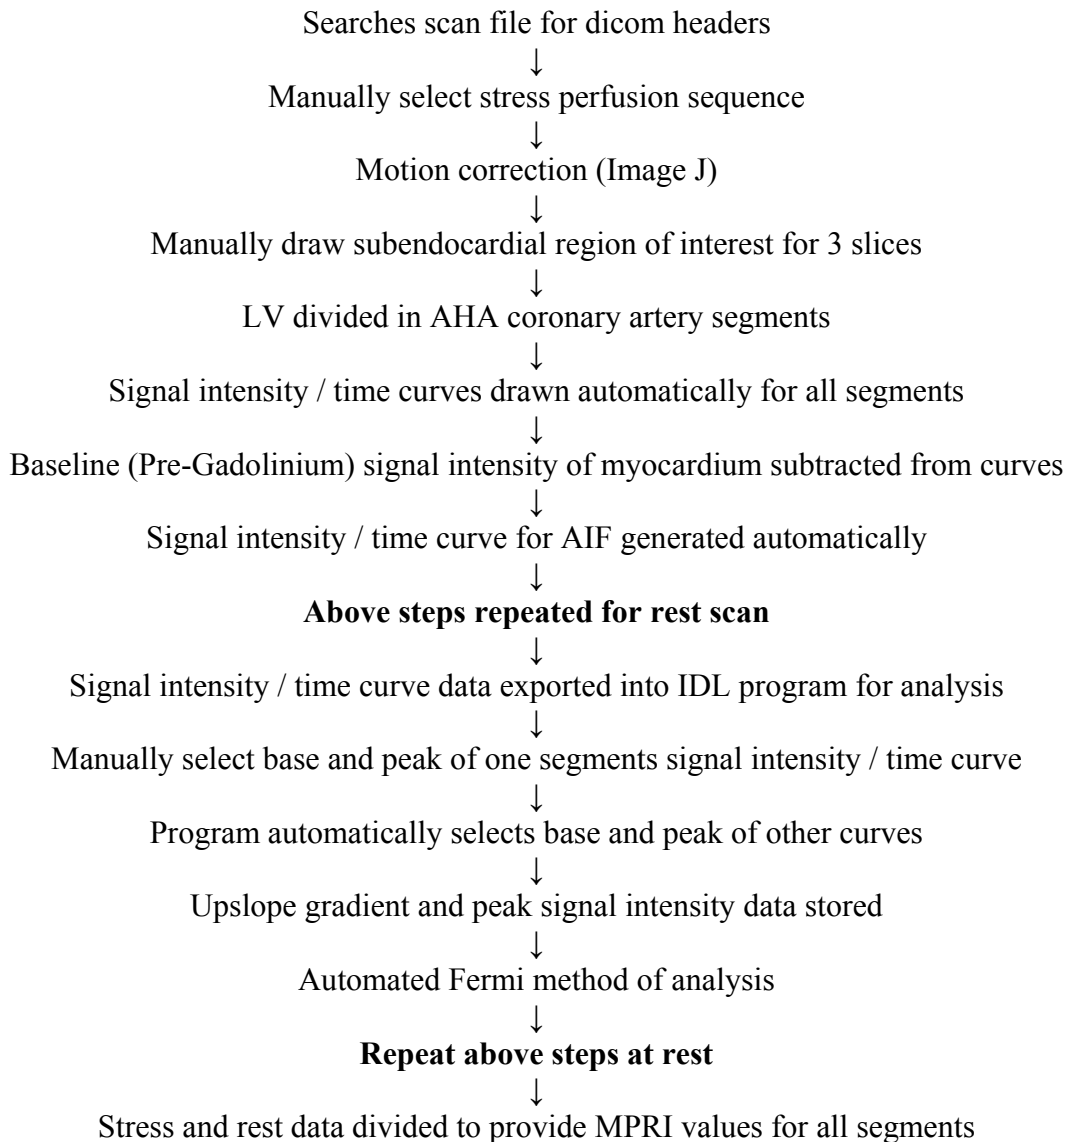 Searches scan file for dicom headers
↓
Manually select stress perfusion sequence
↓
Motion correction (Image J)
↓
Manually draw subendocardial region of interest for 3 slices
↓
LV divided in AHA coronary artery segments
↓
Signal intensity / time curves drawn automatically for all segments
↓
Baseline (Pre-Gadolinium) signal intensity of myocardium subtracted from curves
↓
Signal intensity / time curve for AIF generated automatically
↓
Above steps repeated for rest scan
↓
Signal intensity / time curve data exported into IDL program for analysis
↓
Manually select base and peak of one segments signal intensity / time curve
↓
Program automatically selects base and peak of other curves
↓
Upslope gradient and peak signal intensity data stored
↓
Automated Fermi method of analysis
↓
Repeat above steps at rest
↓
Stress and rest data divided to provide MPRI values for all segments